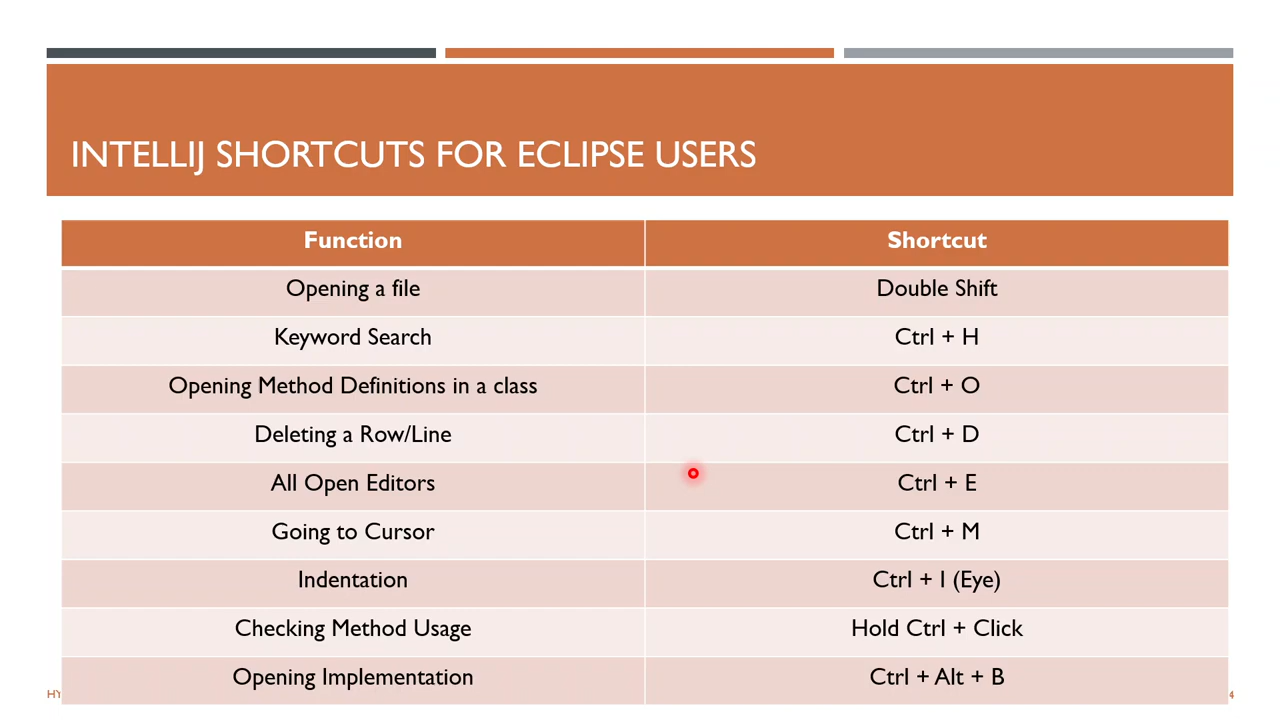 INTELLIJ SHORTCUTS FOR ECLIPSE USERS
Function Shortcut
Opening a file Double Shift
Keyword Search Ctrl + H
Opening Method Definitions in a class Ctrl + O
Deleting a Row/Line Ctrl + D
All Open Editors Ctrl + E
Going to Cursor Ctrl + M
Indentation Ctrl + I (Eye)
Checking Method Usage Hold Ctrl + Click
Opening Implementation Ctrl + Alt + B
HY 4